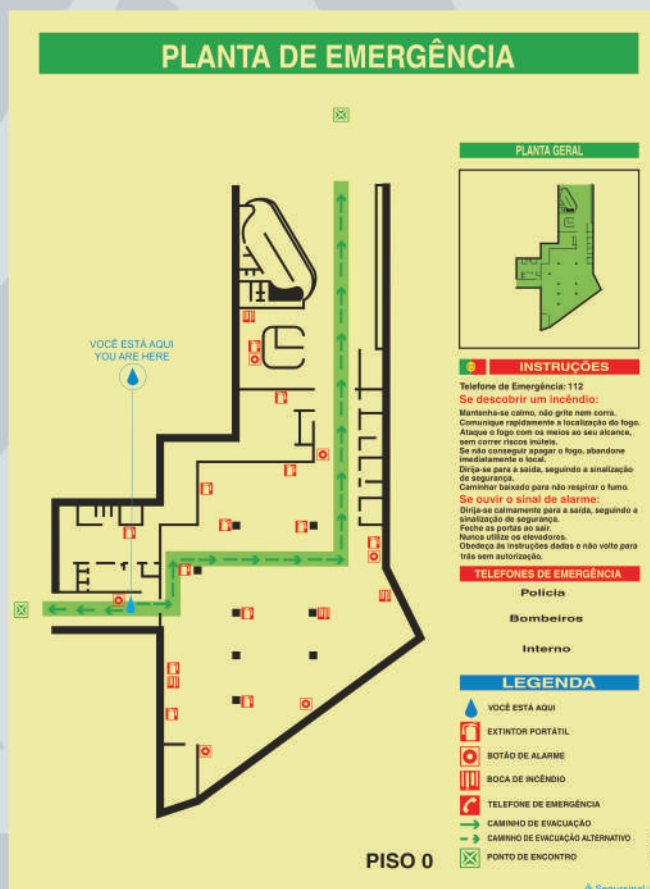 PLANTA DE EMERGÊNCIA
PLANTA GERAL
VOCÊ ESTÁ AQUI
YOU ARE HERE
INSTRUÇÕES
Telefone de Emergência: 112
Se descobrir um incêndio:
Mantenha-se calmo, não grite nem corra.
Comunique rapidamente a localização do fogo.
Ataque o fogo com os meios ao seu alcance,
sem correr riscos inúteis.
Se não conseguir apagar o fogo, abandone
imediatamente o local.
Dirija-se para a saída, seguindo a sinalização
de segurança.
Caminhar baixado para não respirar o fumo.
Se ouvir o sinal de alarme:
Dirija-se calmamente para a saída, seguindo a
sinalização de segurança.
Feche as portas ao sair.
Nunca utilize os elevadores.
Obedeça às instruções dadas e não volte para
trás sem autorização.
TELEFONES DE EMERGÊNCIA
Policia
Bombeiros
Interno
LEGENDA
VOCÊ ESTÁ AQUI
EXTINTOR PORTÁTIL
BOTÃO DE ALARME
BOCA DE INCÊNDIO
TELEFONE DE EMERGÊNCIA
CAMINHO DE EVACUAÇÃO
CAMINHO DE EVACUAÇÃO ALTERNATIVO
PONTO DE ENCONTRO
PISO 0